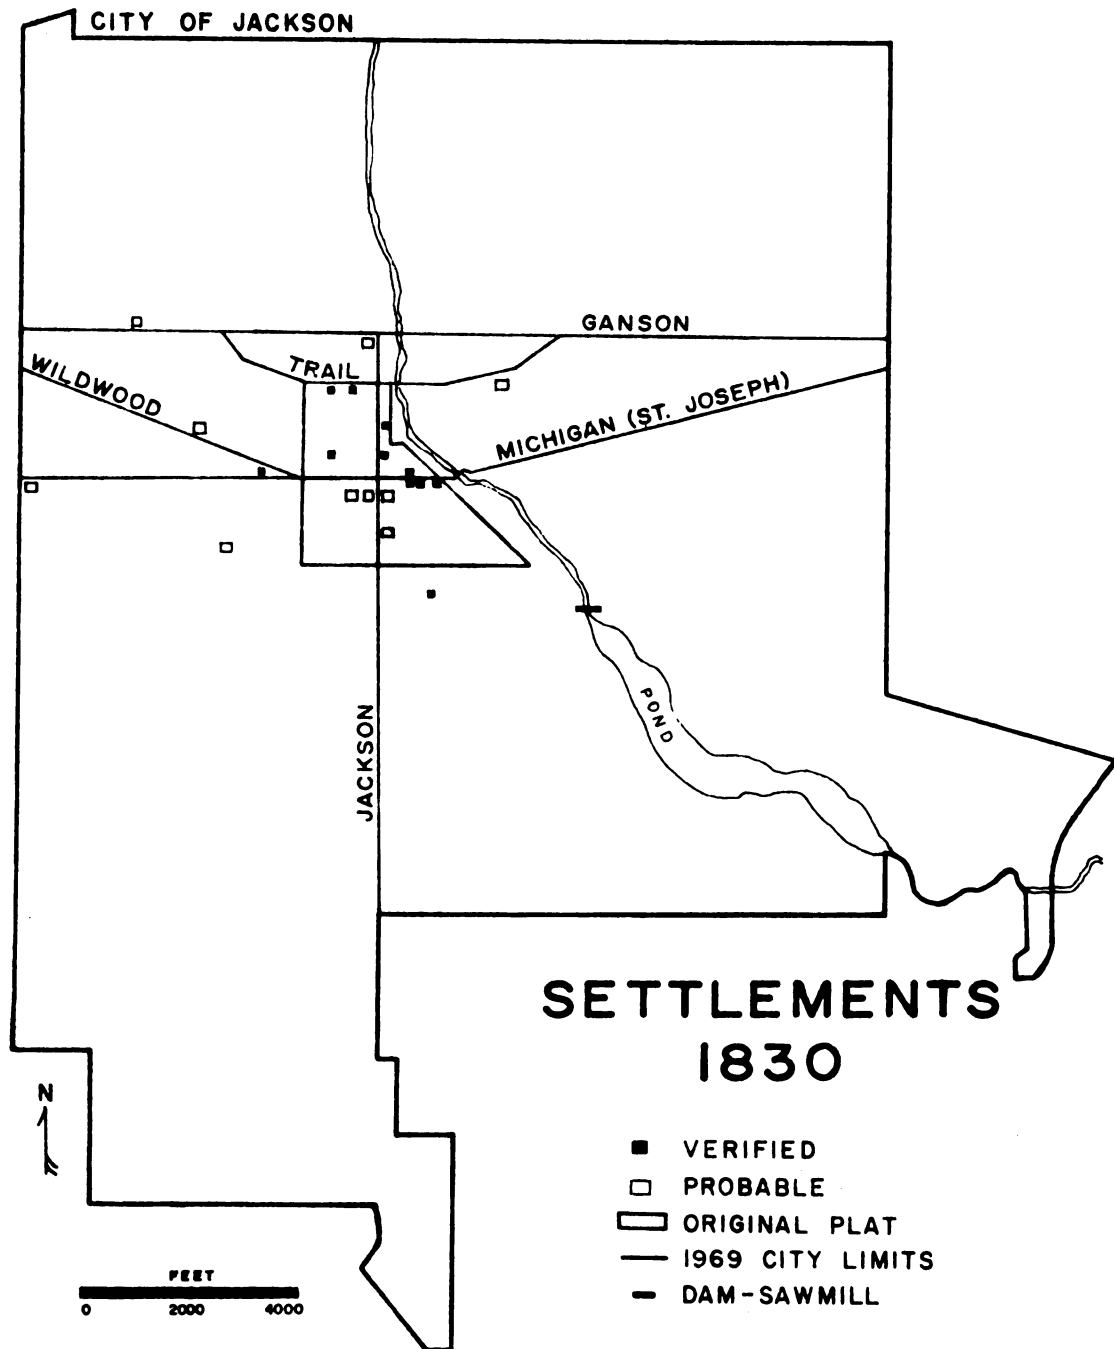 CITY OF JACKSON
GANSON
TRAIL
WILDWOOD
MICHIGAN (ST. JOSEPH)
POND
JACKSON
SETTLEMENTS
1830
N
VERIFIED
PROBABLE
ORIGINAL PLAT
1969 CITY LIMITS
DAM-SAWMILL
FEET
0 2000 4000